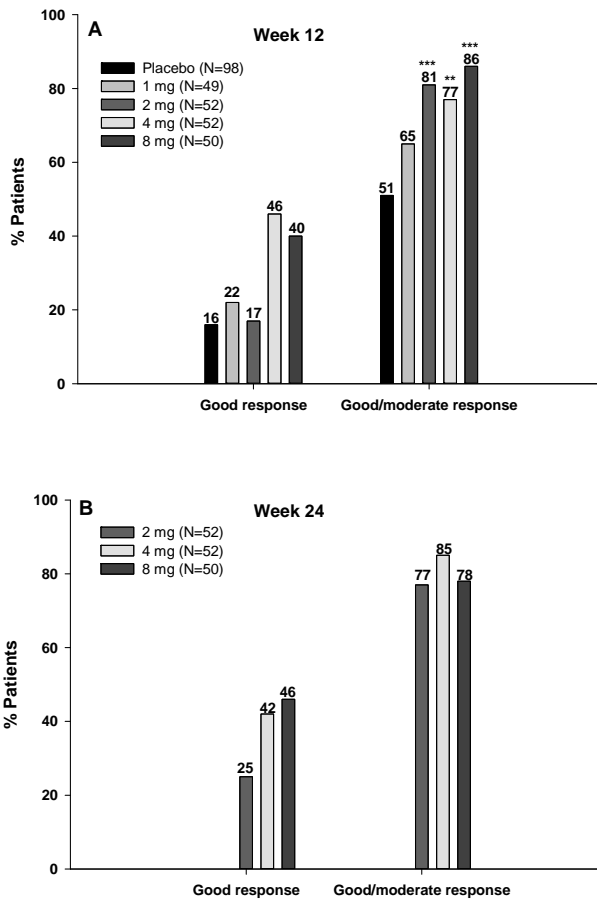 A
Week 12
Placebo (N=98)
1 mg (N=49)
2 mg (N=52)
4 mg (N=52)
8 mg (N=50)
% Patients
100
80
60
40
20
0
16
22
17
46
40
51
65
***
81
**
77
***
86
Good response
Good/moderate response
B
Week 24
2 mg (N=52)
4 mg (N=52)
8 mg (N=50)
% Patients
100
80
60
40
20
0
25
42
46
77
85
78
Good response
Good/moderate response